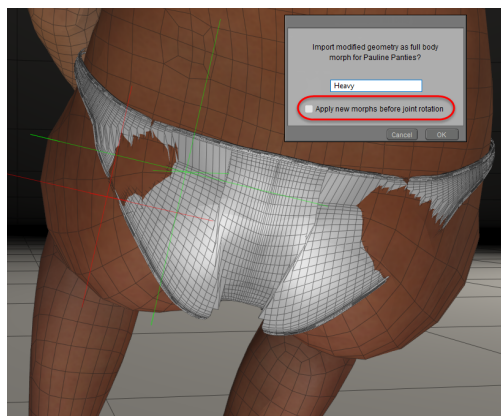 Import modified geometry as full body
morph for Pauline Panties?
Heavy
Apply new morphs before joint rotation
Cancel
OK